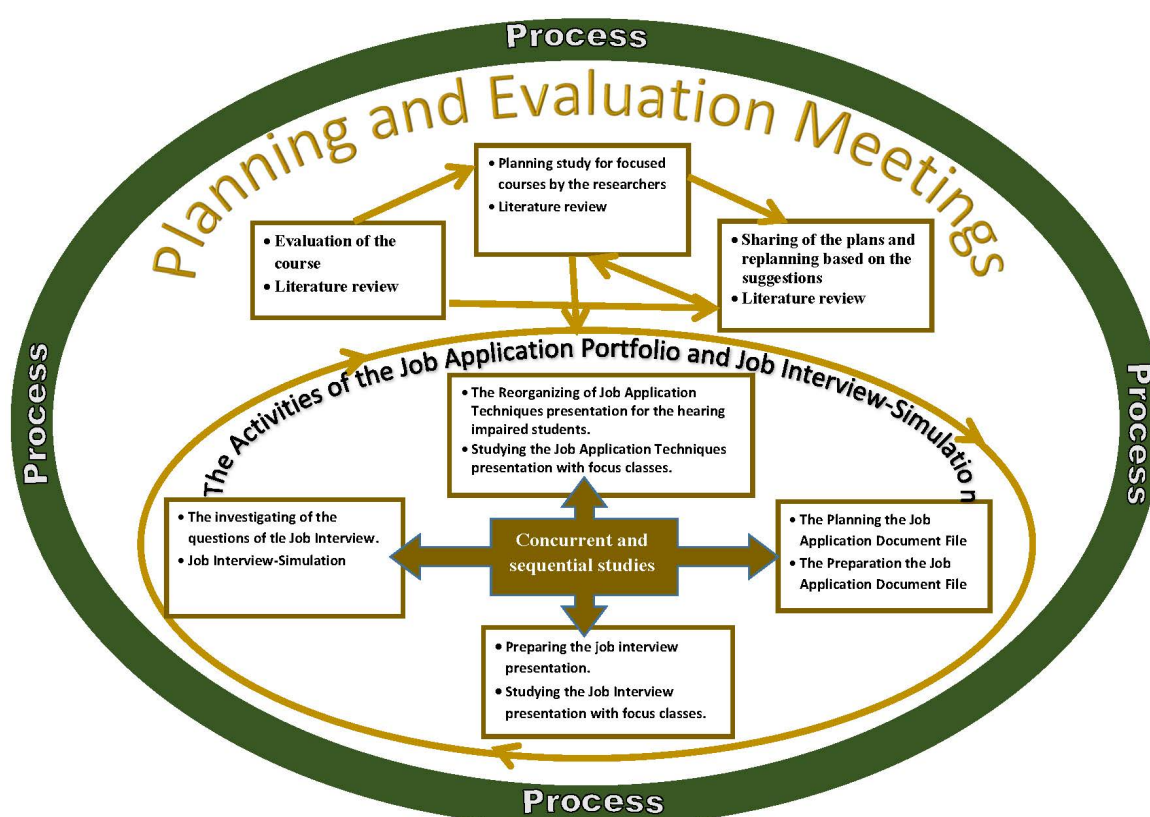 Process
Planning and Evaluation Meetings
• Planning study for focused
courses by the researchers
• Literature review
• Evaluation of the
course
• Literature review
• Sharing of the plans and
replanning based on the
suggestions
• Literature review
Process
Process
The Activities of the Job Application Portfolio and Job Interview-Simulation
• The Reorganizing of Job Application
Techniques presentation for the hearing
impaired students.
• Studying the Job Application Techniques
presentation with focus classes.
• The investigating of the
questions of the Job Interview.
• Job Interview-Simulation
Concurrent and
sequential studies
• The Planning the Job
Application Document File
• The Preparation the Job
Application Document File
• Preparing the job interview
presentation.
• Studying the Job Interview
presentation with focus classes.
Process